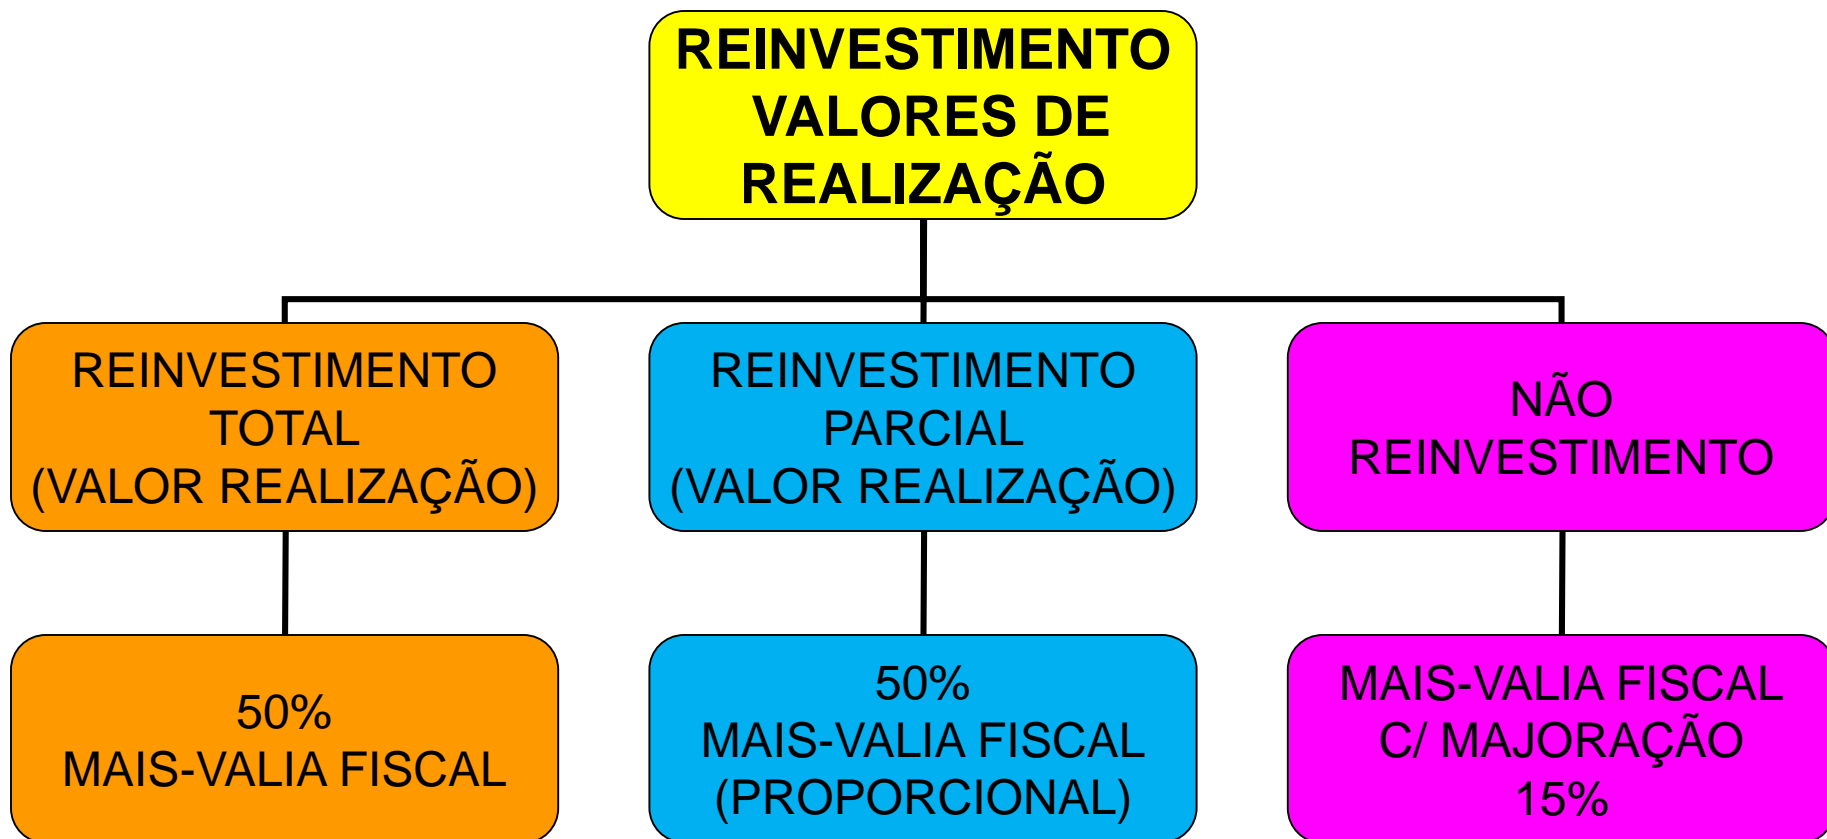 REINVESTIMENTO
VALORES DE
REALIZAÇÃO
REINVESTIMENTO
TOTAL
(VALOR REALIZAÇÃO)
REINVESTIMENTO
PARCIAL
(VALOR REALIZAÇÃO)
NÃO
REINVESTIMENTO
50%
MAIS-VALIA FISCAL
50%
MAIS-VALIA FISCAL
(PROPORCIONAL)
MAIS-VALIA FISCAL
C/ MAJORAÇÃO
15%